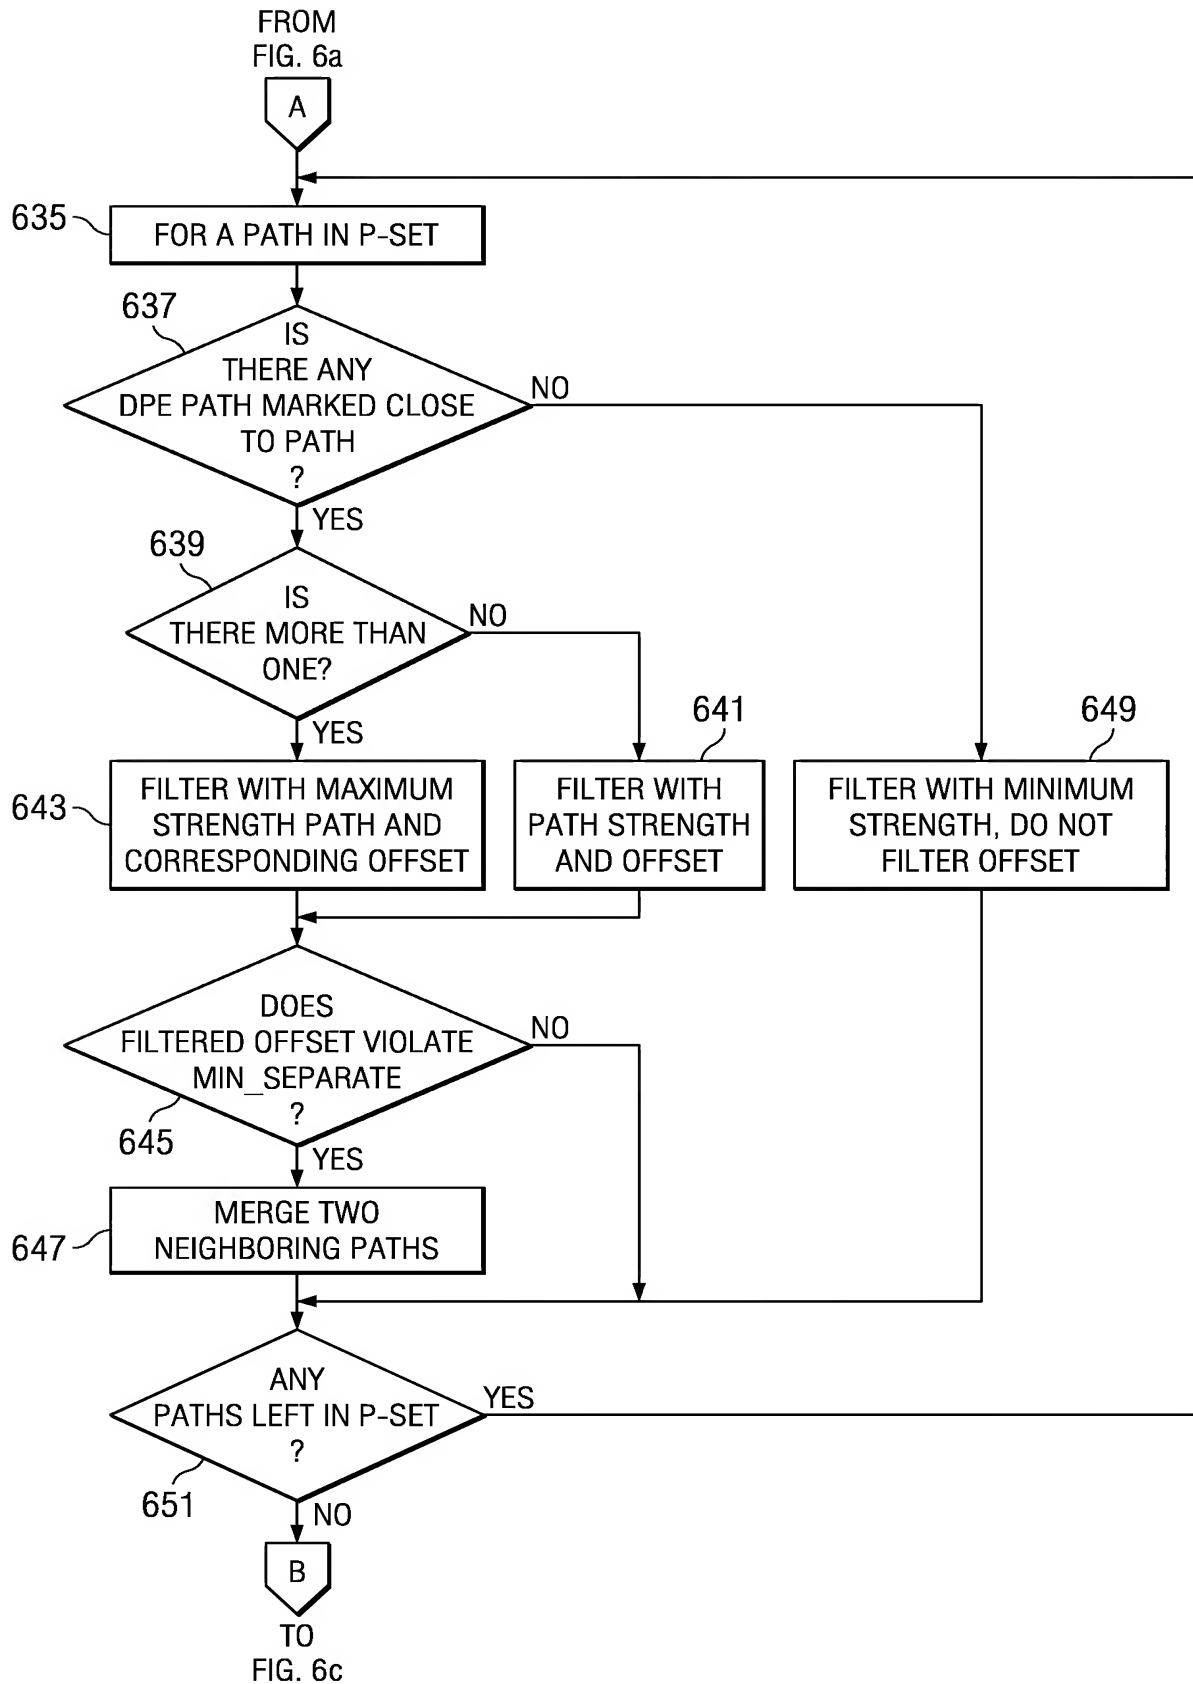 FROM
FIG. 6a
A
635
FOR A PATH IN P-SET
637
IS
THERE ANY
DPE PATH MARKED CLOSE
TO PATH
?
NO
YES
639
IS
THERE MORE THAN
ONE?
NO
YES
643
FILTER WITH MAXIMUM
STRENGTH PATH AND
CORRESPONDING OFFSET
641
FILTER WITH
PATH STRENGTH
AND OFFSET
649
FILTER WITH MINIMUM
STRENGTH, DO NOT
FILTER OFFSET
DOES
FILTERED OFFSET VIOLATE
MIN_SEPARATE
?
NO
645
YES
647
MERGE TWO
NEIGHBORING PATHS
ANY
PATHS LEFT IN P-SET
?
YES
651
NO
B
TO
FIG. 6c